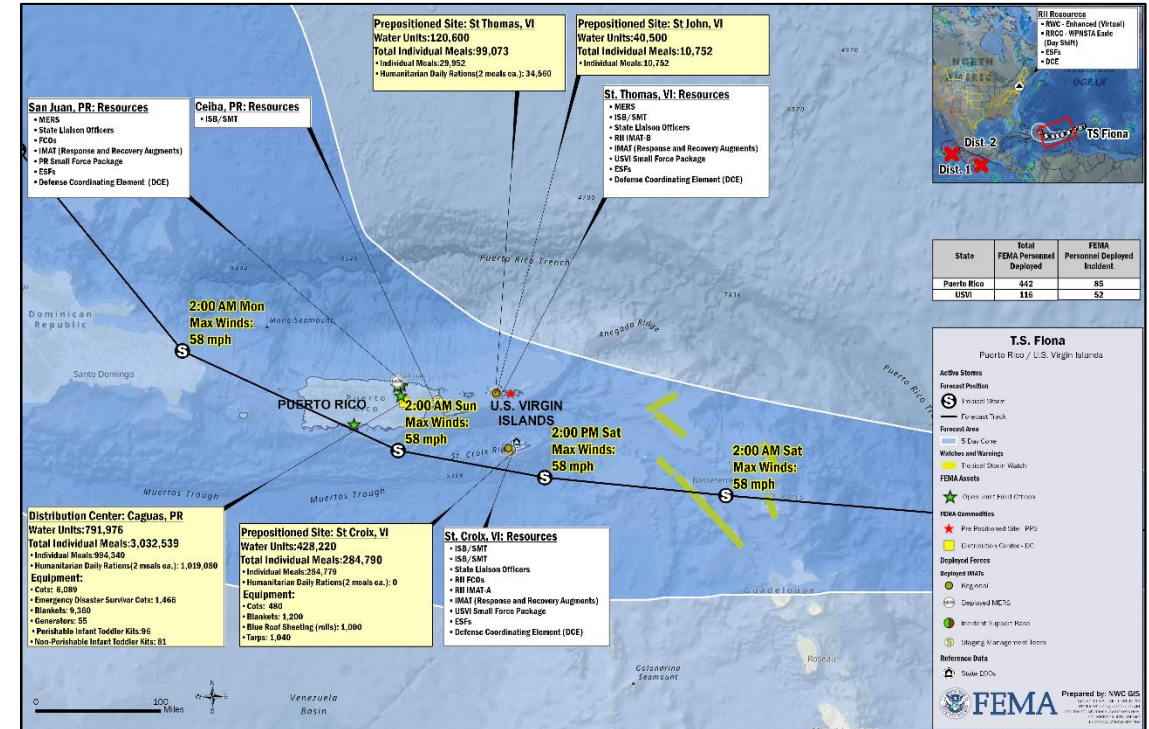 Prepositioned Site: St Thomas, VI
Water Units:120,600
Total Individual Meals:99,073
• Individual Meals:29,952
• Humanitarian Daily Rations(2 meals ea.): 34,560
Prepositioned Site: St John, VI
Water Units:40,500
Total Individual Meals:10,752
• Individual Meals:10,752
RII Resources
• RWC - Enhanced (Virtual)
• RRCC - WPNSTA Earle
(Day Shift)
• ESFs
• DCE
NORTH
AMERICA
OCEAN
TS Fiona
Dist. 2
Dist. 1
San Juan, PR: Resources
• MERS
• State Liaison Officers
• FCOs
• IMAT (Response and Recovery Augments)
• PR Small Force Package
• ESFs
• Defense Coordinating Element (DCE)
Ceiba, PR: Resources
• ISB/SMT
St. Thomas, VI: Resources
• MERS
• ISB/SMT
• State Liaison Officers
• RII IMAT-B
• IMAT (Response and Recovery Augments)
• USVI Small Force Package
• ESFs
• Defense Coordinating Element (DCE)
4970
6520
4733
Puerto Rico Trench
7836
State
Total FEMA Personnel Deployed
FEMA Personnel Deployed Incident
Puerto Rico 442 85
USVI 116 52
Dominican
Republic
Santo Domingo
2:00 AM Mon
Max Winds:
58 mph
Mona Seamount
Anegado Ridge
Puerto Rico
PUERTO RICO
2:00 AM Sun
Max Winds:
58 mph
U.S. VIRGIN
ISLANDS
2:00 PM Sat
Max Winds:
58 mph
2:00 AM Sat
Max Winds:
58 mph
St. Croix
Basseterre
St. John's
Muertos Trough
Muertos Trough
Guadeloupe
Roseau
Venezuela
Basin
Seamount
T.S. Fiona
Puerto Rico / U.S. Virgin Islands
Active Storms
Forecast Position
S Tropical Storm
Forecast Track
Forecast Area
5 Day Cone
Watches and Warnings
Tropical Storm Watch
FEMA Assets
Open Joint Field Offices
FEMA Commodities
Pre Positioned Site - PPS
Distribution Center - DC
Deployed Forces
Deployed IMATs
Regional
Deployed MERS
Incident Support Base
Staging Management Team
Reference Data
State EOCs
FEMA
Prepared by: NWC GIS
Distribution Center: Caguas, PR
Water Units:791,976
Total Individual Meals:3,032,539
• Individual Meals:994,340
• Humanitarian Daily Rations(2 meals ea.): 1,019,080
Equipment:
• Emergency Disaster Survivor Cots: 1,466
• Blankets: 9,360
• Generators: 55
• Perishable Infant Toddler Kits:96
• Non-Perishable Infant Toddler Kits: 81
Prepositioned Site: St Croix, VI
Water Units:428,220
Total Individual Meals:284,790
• Individual Meals:284,779
• Humanitarian Daily Rations(2 meals ea.): 0
Equipment:
• Cots: 480
• Blankets: 1,200
• Blue Roof Sheeting (rolls): 1,000
• Tarps: 1,040
St. Croix, VI: Resources
• ISB/SMT
• ISB/SMT
• State Liaison Officers
• RII FCOs
• RII IMAT-A
• IMAT (Response and Recovery Augments)
• USVI Small Force Package
• ESFs
• Defense Coordinating Element (DCE)
0 100
Miles
N
W E
S